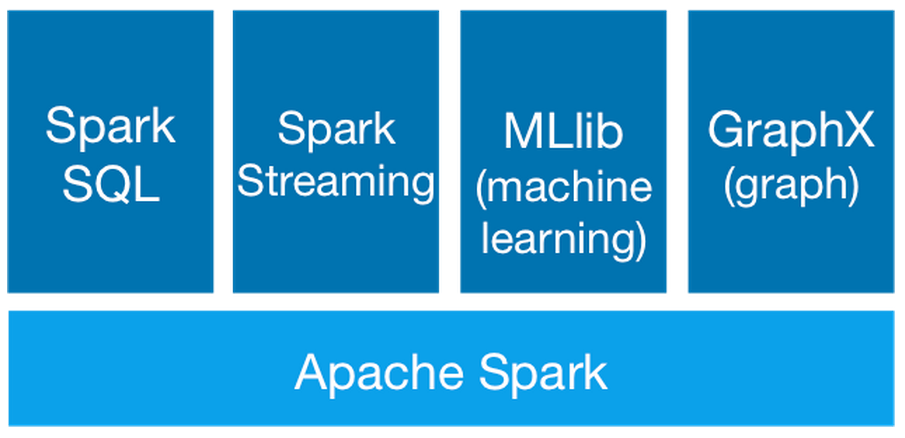 Spark
SQL
Spark
Streaming
MLlib
(machine
learning)
GraphX
(graph)
Apache Spark